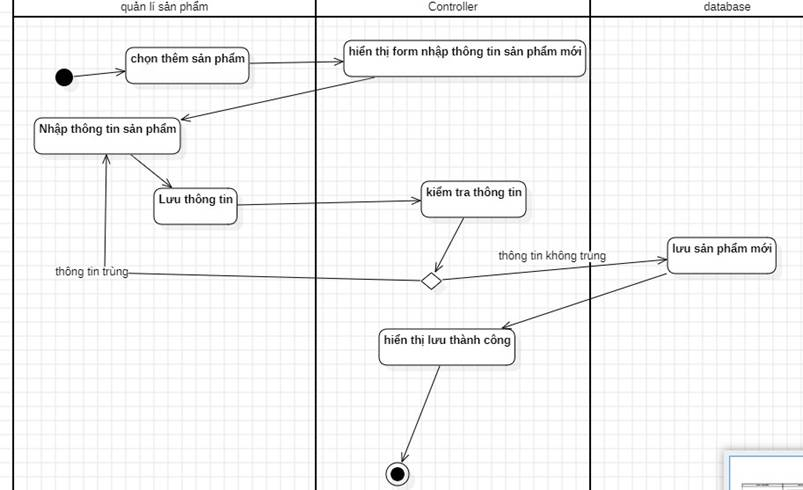 quản lí sản phẩm
Controller
database
chọn thêm sản phẩm
hiển thị form nhập thông tin sản phẩm mới
Nhập thông tin sản phẩm
Lưu thông tin
kiểm tra thông tin
thông tin không trùng
lưu sản phẩm mới
thông tin trùng
hiển thị lưu thành công